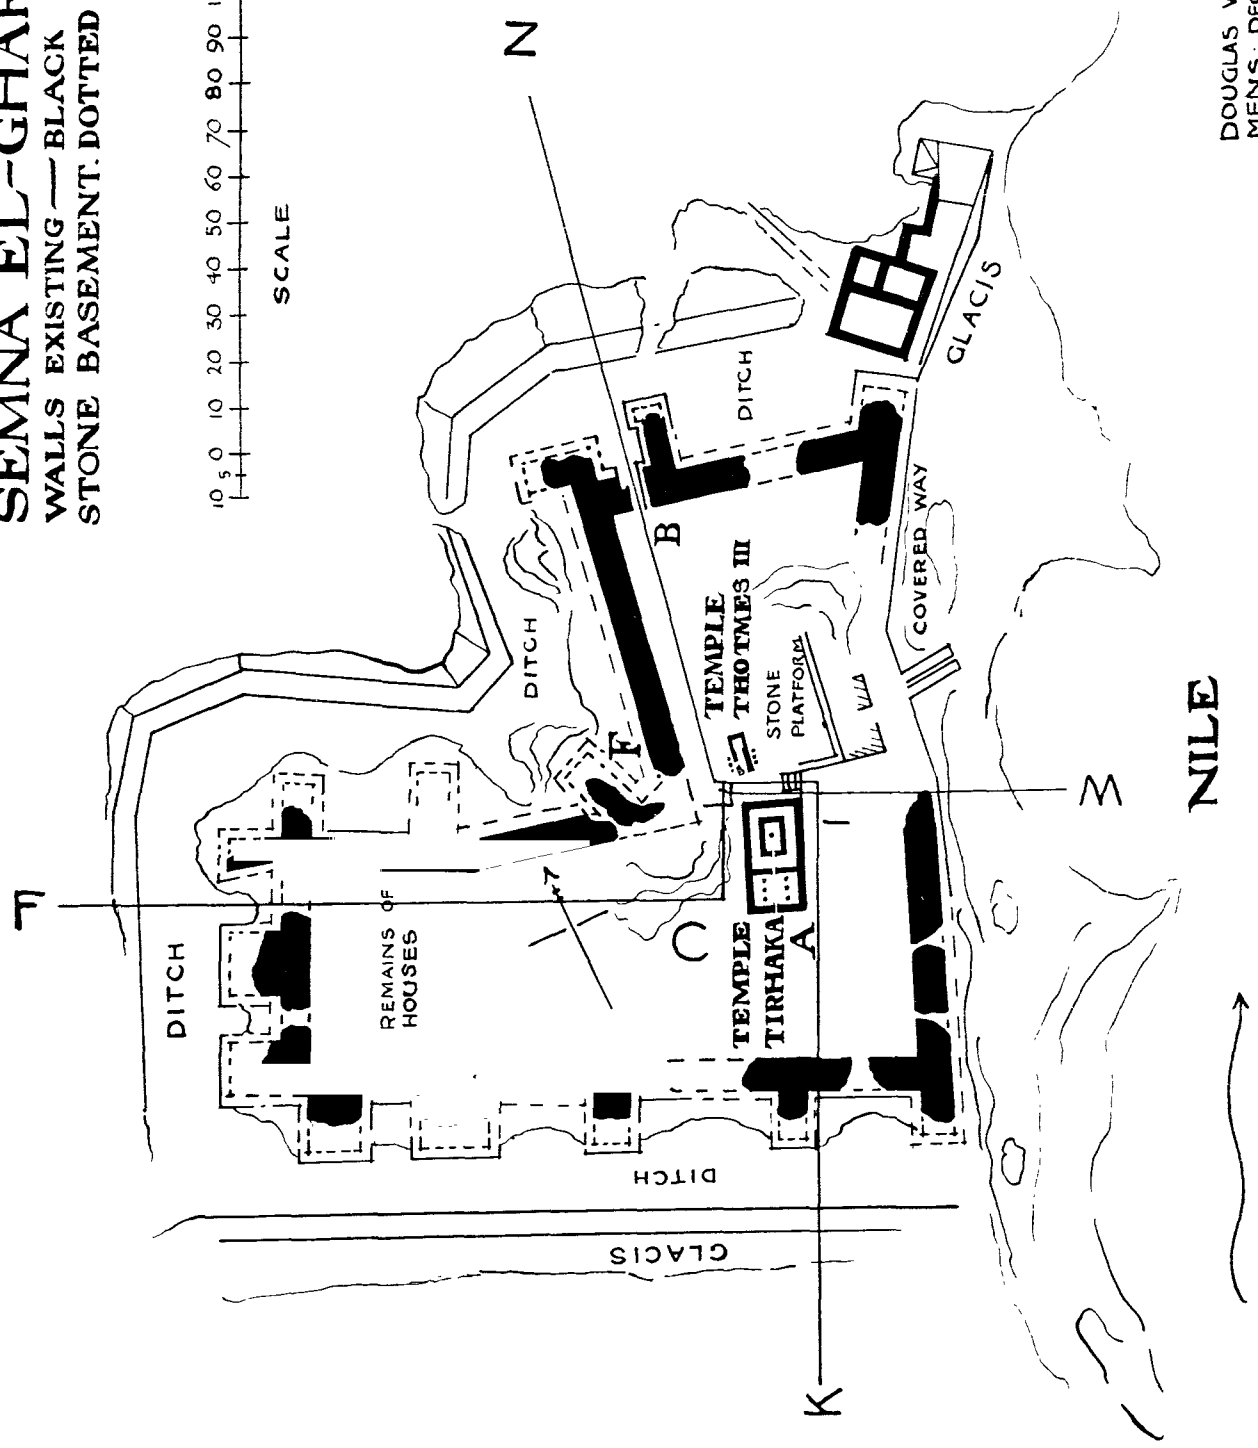 SEMNA EL-GHAR
WALLS EXISTING — BLACK
STONE BASEMENT. DOTTED
10 5 0 10 20 30 40 50 60 70 80 90
SCALE
N
F
DITCH
REMAINS OF
HOUSES
DITCH
DITCH
F
B
C
TEMPLE
THOTMES III
STONE
PLATFORM
TEMPLE
TIRHAKA
A
COVERED WAY
GLACIS
DITCH
GLACIS
K
M
NILE
DOUGLAS
MENS: